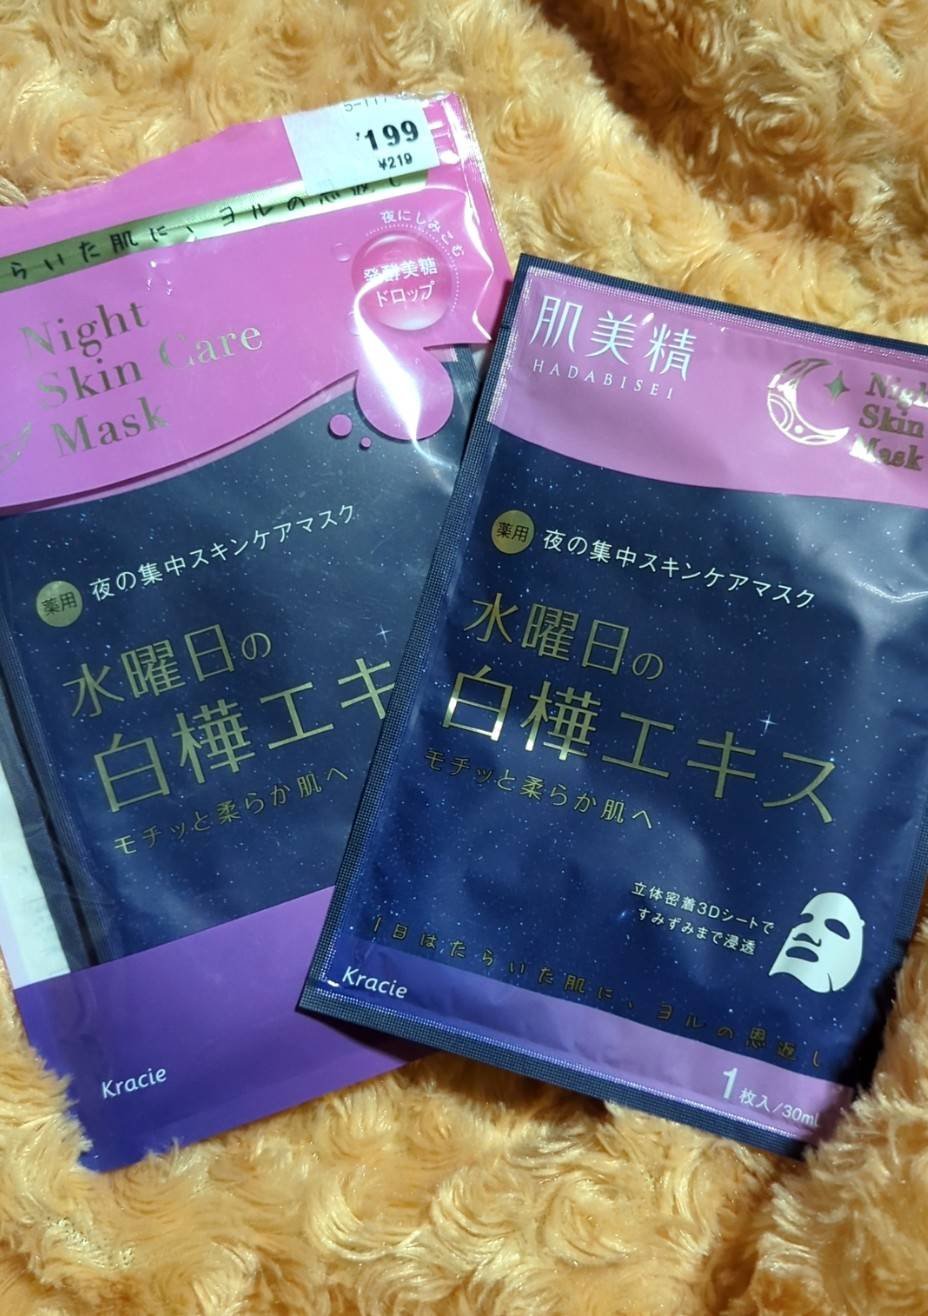 ¥199
¥219
らいた肌に、ヨルの恩返し
夜にしみこむ
発酵美糖
ドロップ
Night
Skin Care
Mask
薬用
夜の集中スキンケアマスク
水曜日の
白樺エキ
モチッと柔らか肌へ
Kracie
肌美精
HADABISEI
Nig
Skin
Mask
薬用
夜の集中スキンケアマスク
水曜日の
白樺エキス
モチッと柔らか肌へ
立体密着3Dシートで
すみずみまで浸透
1日はたらいた肌に、ヨルの恩返し
Kracie
1枚入/30mL